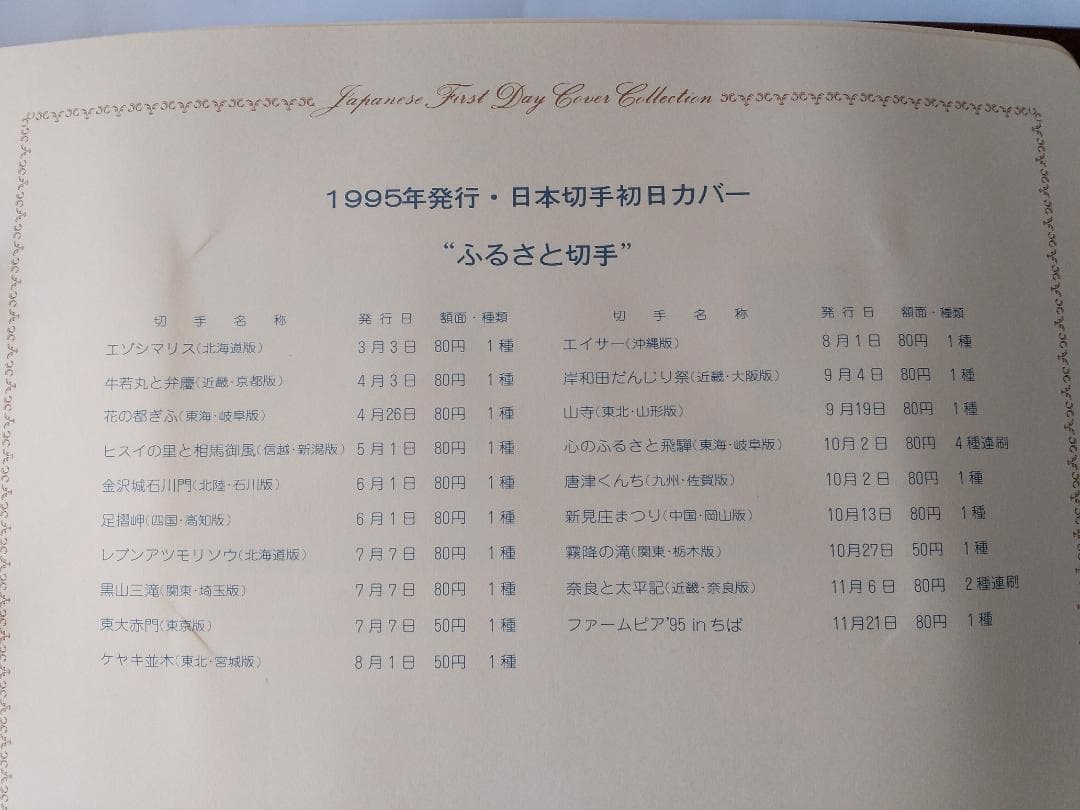 Japanese First Day Cover Collection
1995年発行・日本切手初日カバー
“ふるさと切手”
切手名称 発行日 額面・種類
エゾシマリス(北海道版) 3月3日 80円 1種
牛若丸と弁慶(近畿・京都版) 4月3日 80円 1種
花の都ぎふ(東海・岐阜版) 4月26日 80円 1種
ヒスイの里と相馬御風(信越・新潟版) 5月1日 80円 1種
金沢城石川門(北陸・石川版) 6月1日 80円 1種
足摺岬(四国・高知版) 6月1日 80円 1種
レブンアツモリソウ(北海道版) 7月7日 80円 1種
黒山三滝(関東・埼玉版) 7月7日 80円 1種
東大赤門(東京版) 7月7日 50円 1種
ケヤキ並木(東北・宮城版) 8月1日 50円 1種
切手名称 発行日 額面・種類
エイサー(沖縄版) 8月1日 80円 1種
岸和田だんじり祭(近畿・大阪版) 9月4日 80円 1種
山寺(東北・山形版) 9月19日 80円 1種
心のふるさと飛騨(東海・岐阜版) 10月2日 80円 4種連刷
唐津くんち(九州・佐賀版) 10月2日 80円 1種
新見庄まつり(中国・岡山版) 10月13日 80円 1種
霧降の滝(関東・栃木版) 10月27日 50円 1種
奈良と太平記(近畿・奈良版) 11月6日 80円 2種連刷
ファームピア’95 in ちば 11月21日 80円 1種